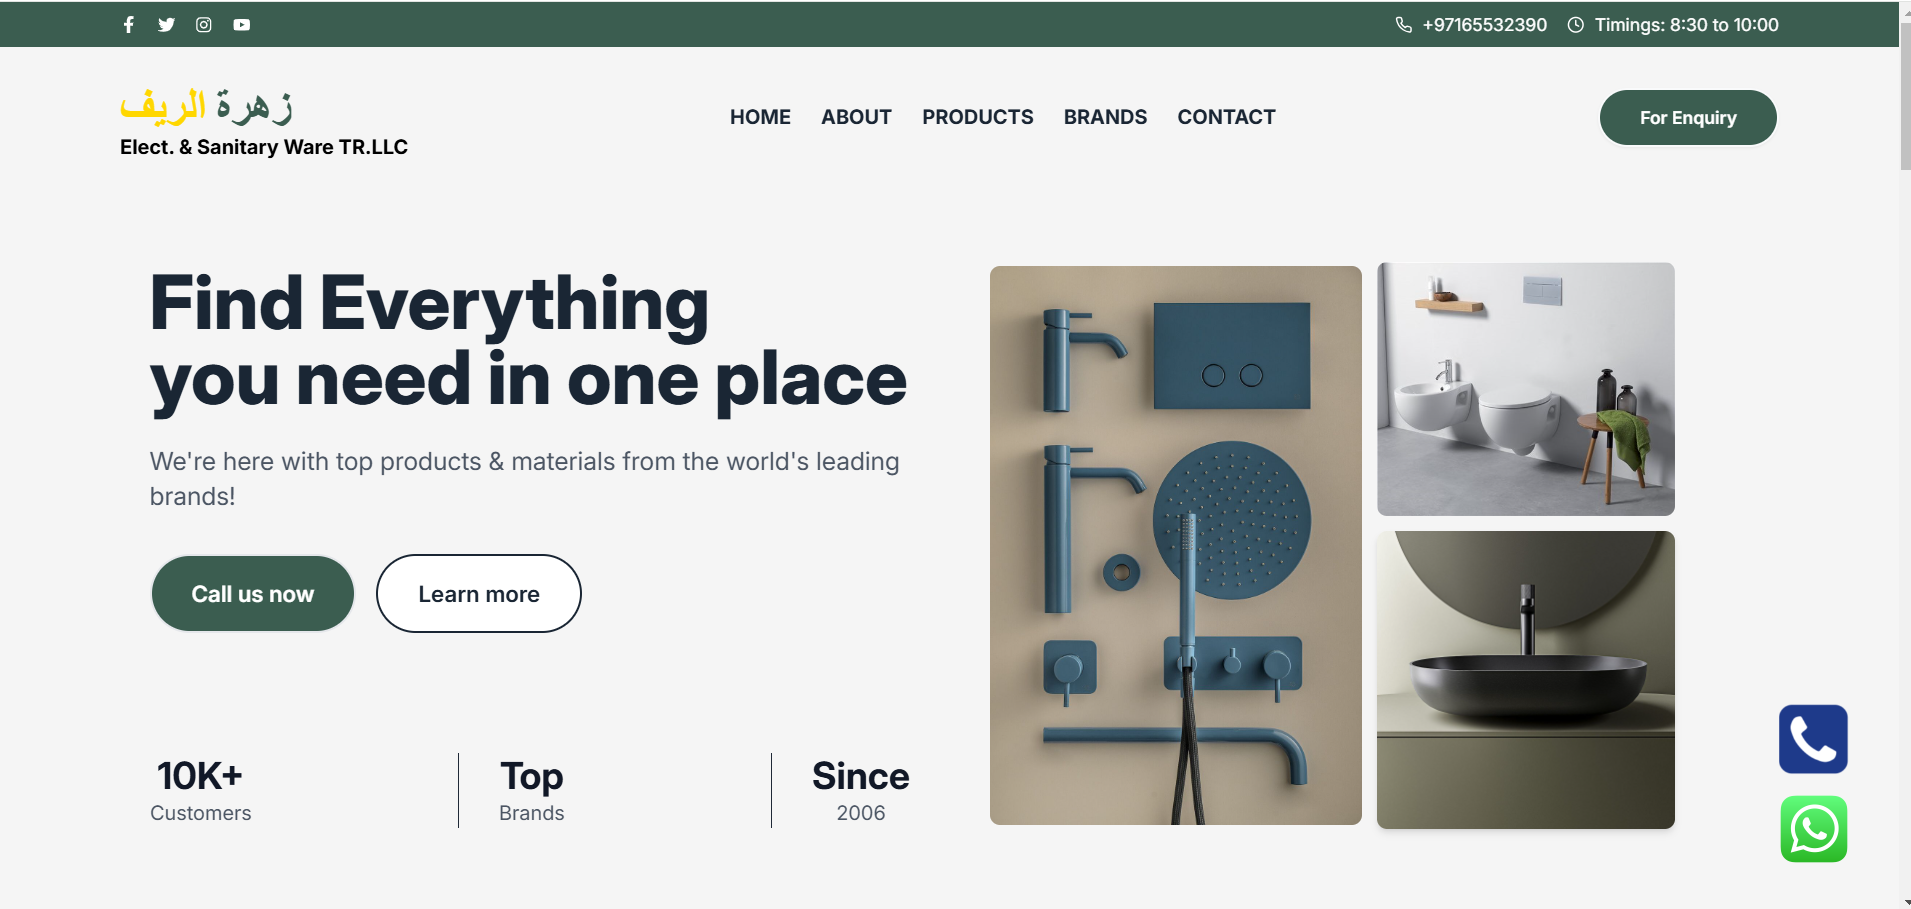 +97165532390
Timings: 8:30 to 10:00
زهرة الريف
Elect. & Sanitary Ware TR.LLC
HOME
ABOUT
PRODUCTS
BRANDS
CONTACT
For Enquiry
Find Everything
you need in one place
We're here with top products & materials from the world's leading
brands!
Call us now
Learn more
10K+
Customers
Top
Brands
Since
2006